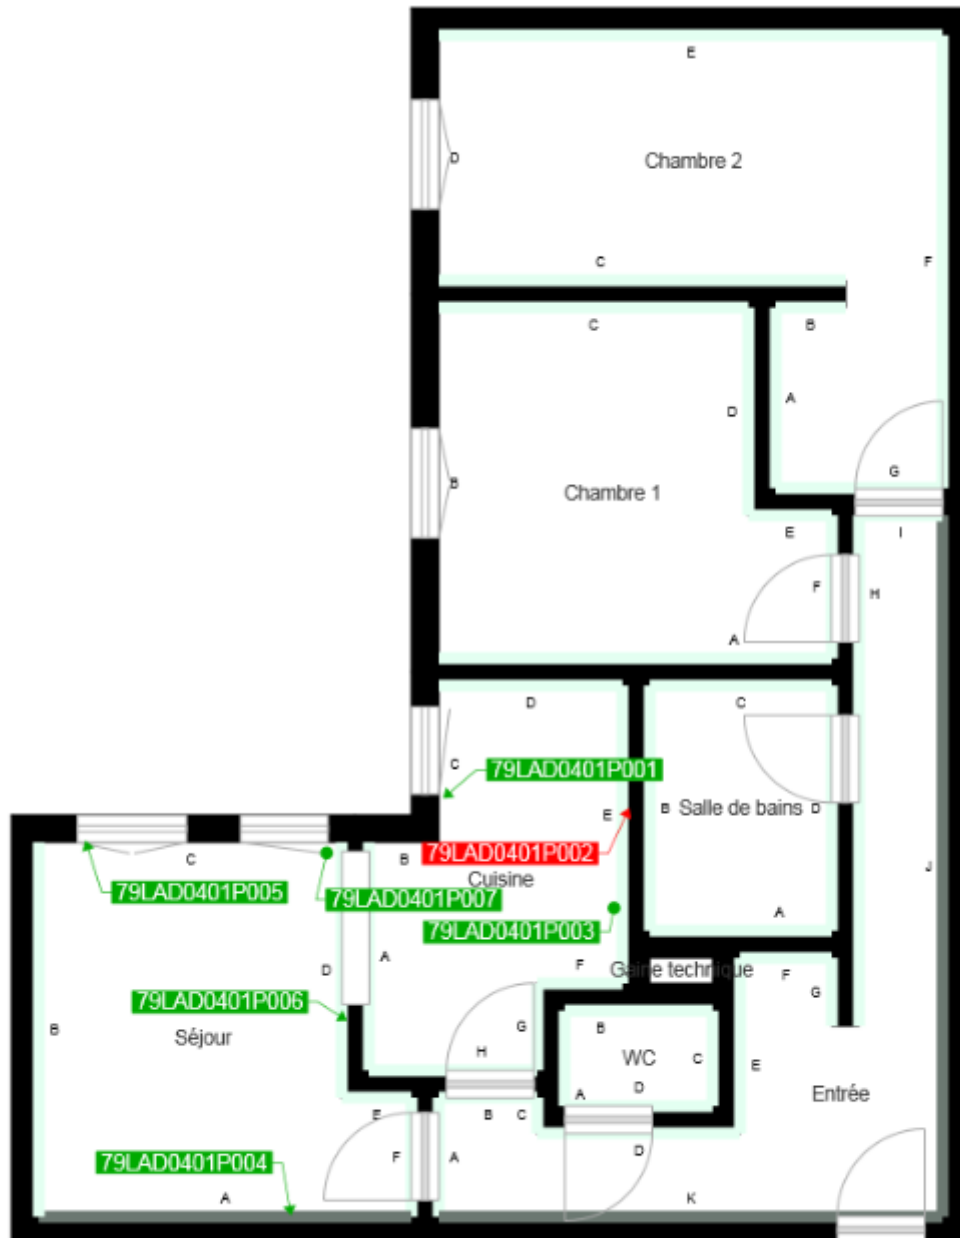 E
D
Chambre 2
C
F
C
B
A
D
G
B
Chambre 1
E
I
F
H
A
D
C
C
79LAD0401P001
E
B
Salle de bains
D
79LAD0401P002
B
C
Cuisine
J
79LAD0401P005
79LAD0401P007
A
79LAD0401P003
D
A
F
Gaine technique
F
G
79LAD0401P006
B
Séjour
G
B
H
WC
C
E
D
A
Entrée
E
B
C
F
A
D
79LAD0401P004
A
K